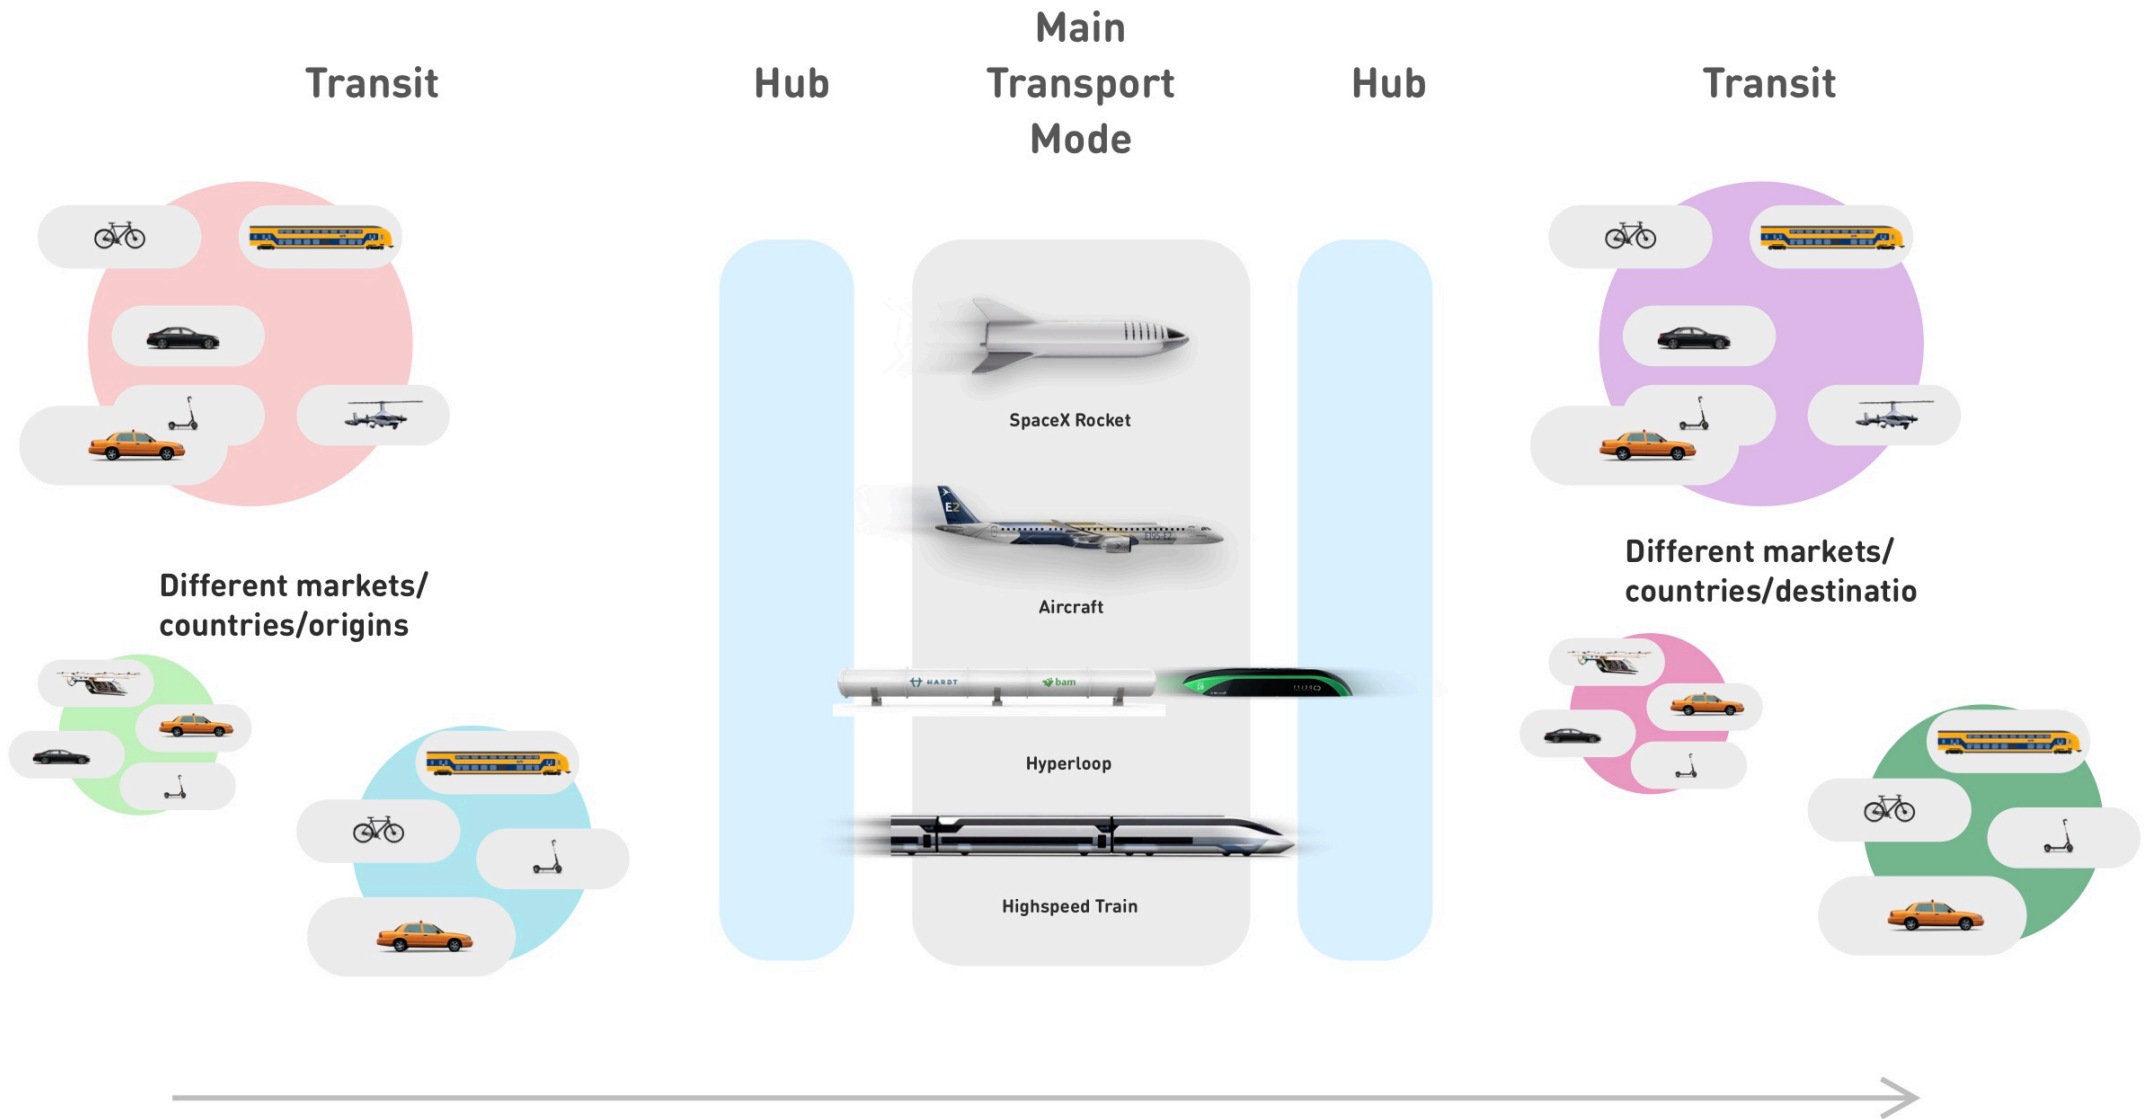 Transit
Hub
Main
Transport
Mode
Hub
Transit
SpaceX Rocket
E2
Aircraft
Different markets/
countries/origins
Different markets/
countries/destinatio
HARDT
bam
Hyperloop
Highspeed Train